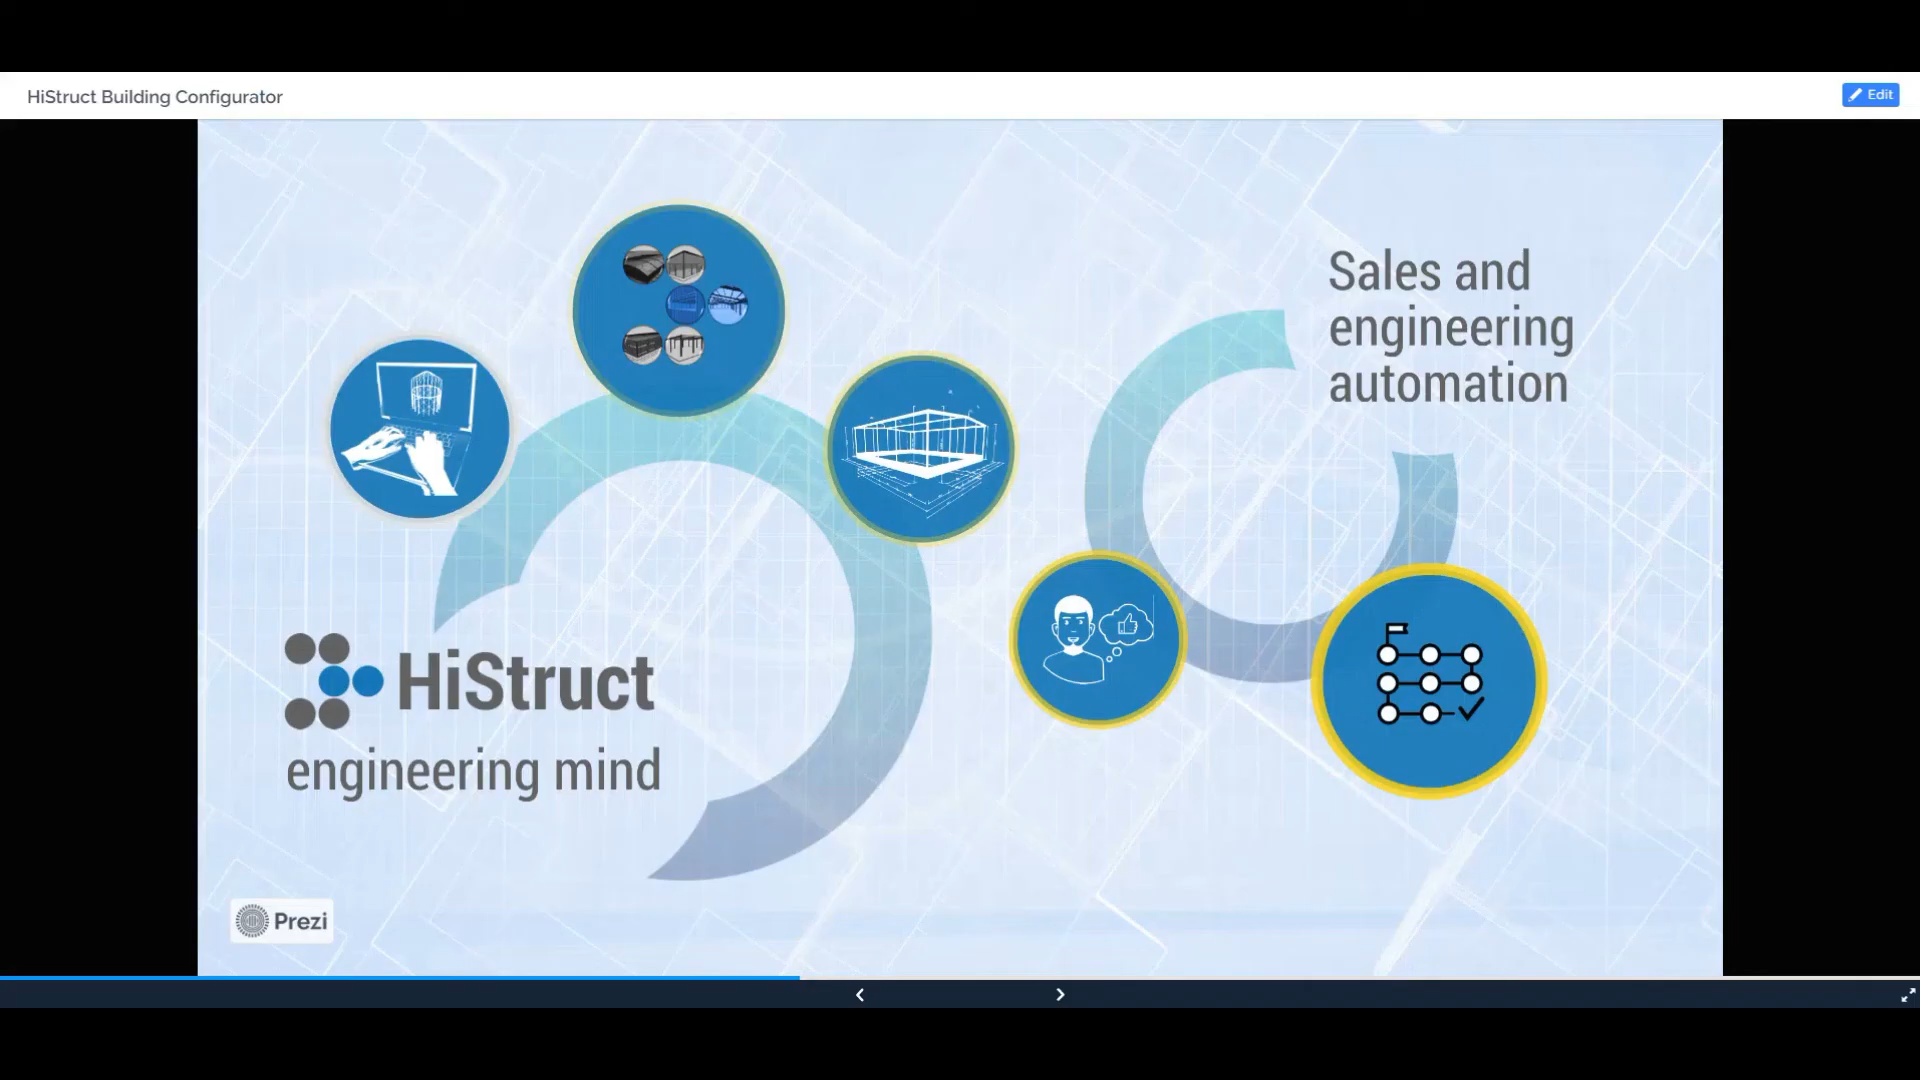 HiStruct Building Configurator
Edit
Sales and
engineering
automation
HiStruct
engineering mind
Prezi